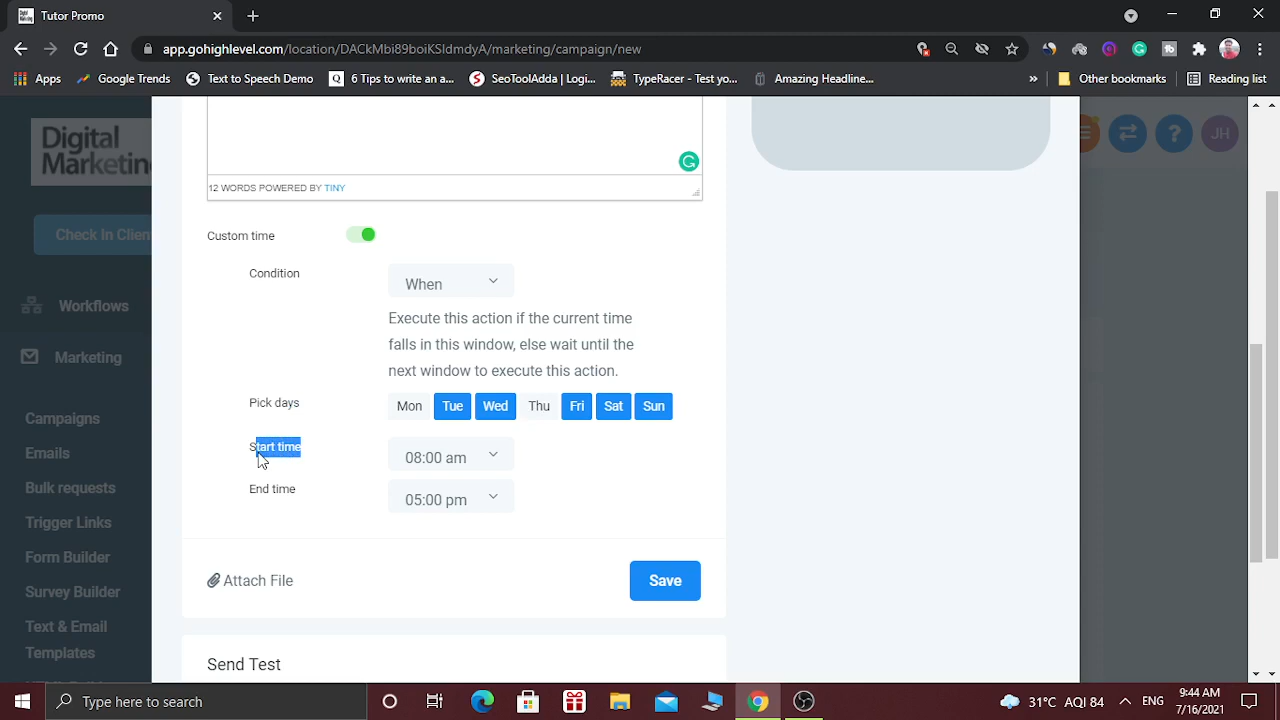 Tutor Promo
app.gohighlevel.com/location/DACkMbi89boiKSIdmdyA/marketing/campaign/new
Apps
Google Trends
Text to Speech Demo
6 Tips to write an a...
SeoToolAdda | Logi...
TypeRacer - Test yo...
Amazing Headline...
»
Other bookmarks
Reading list
Digital
Marketin
JH
Check In Clien
Workflows
Marketing
Campaigns
Emails
Bulk requests
Trigger Links
Form Builder
Survey Builder
Text & Email
Templates
12 WORDS POWERED BY TINY
Custom time
Condition
When
Execute this action if the current time
falls in this window, else wait until the
next window to execute this action.
Pick days
Mon Tue Wed Thu Fri Sat Sun
Start time
08:00 am
End time
05:00 pm
Attach File
Save
Send Test
Type here to search
31°C AQI 84
ENG
9:44 AM
7/16/2021